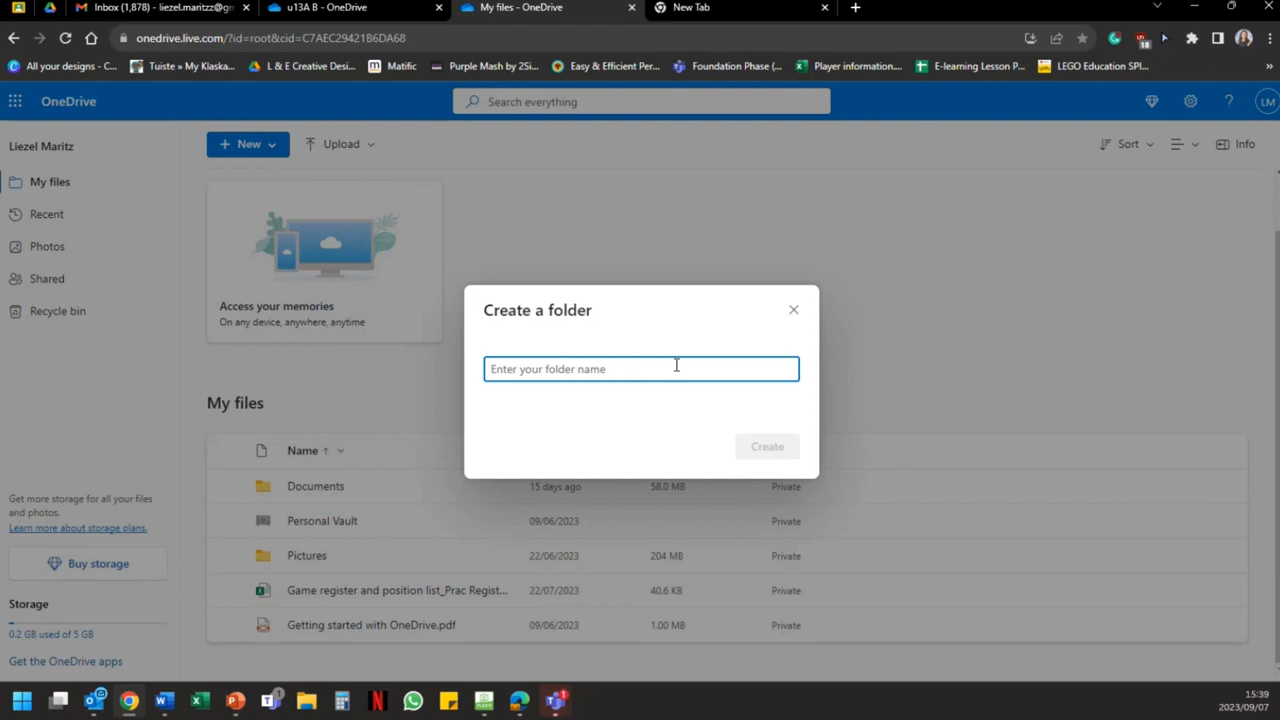 Inbox (1,878) - liezel.maritzz@gm
u13A B - OneDrive
My files - OneDrive
New Tab
onedrive.live.com/?id=root&cid=C7AEC29421B6DA68
18
All your designs - C...
Tuiste // My Klaska...
L & E Creative Desi...
Matific
Purple Mash by 2Si...
Easy & Efficient Per...
Foundation Phase (...
Player information....
E-learning Lesson P...
LEGO Education SPI...
»
OneDrive
Search everything
?
LM
Liezel Maritz
+ New
Upload
Sort
Info
My files
Recent
Photos
Shared
Recycle bin
Access your memories
On any device, anywhere, anytime
Create a folder
Enter your folder name
Create
My files
Name ↑
Documents 15 days ago 58.0 MB Private
Personal Vault 09/06/2023 Private
Pictures 22/06/2023 204 MB Private
Game register and position list_Prac Regist... 22/07/2023 40.6 KB Private
Getting started with OneDrive.pdf 09/06/2023 1.00 MB Private
Get more storage for all your files
and photos.
Learn more about storage plans.
Buy storage
Storage
0.2 GB used of 5 GB
Get the OneDrive apps
15:39
2023/09/07